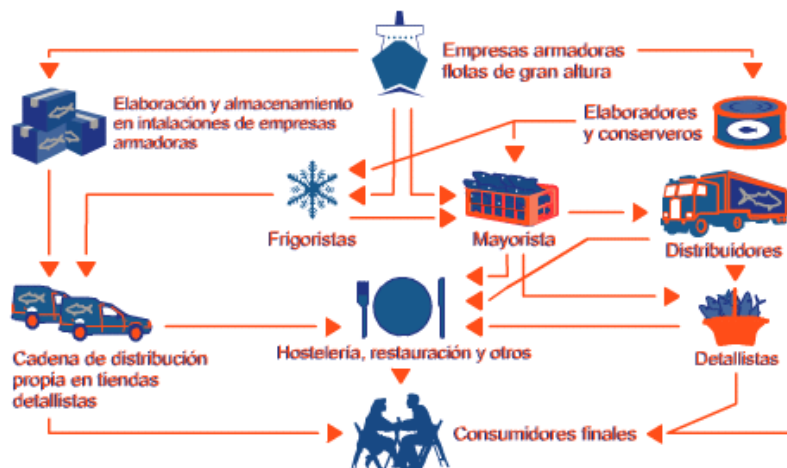 Empresas armadoras
flotas de gran altura
Elaboración y almacenamiento
en intalaciones de empresas
armadoras
Elaboradores
y conserveros
Frigoristas
Mayorista
Distribuidores
Cadena de distribución
propia en tiendas
detallistas
Hostelería, restauración y otros
Detallistas
Consumidores finales